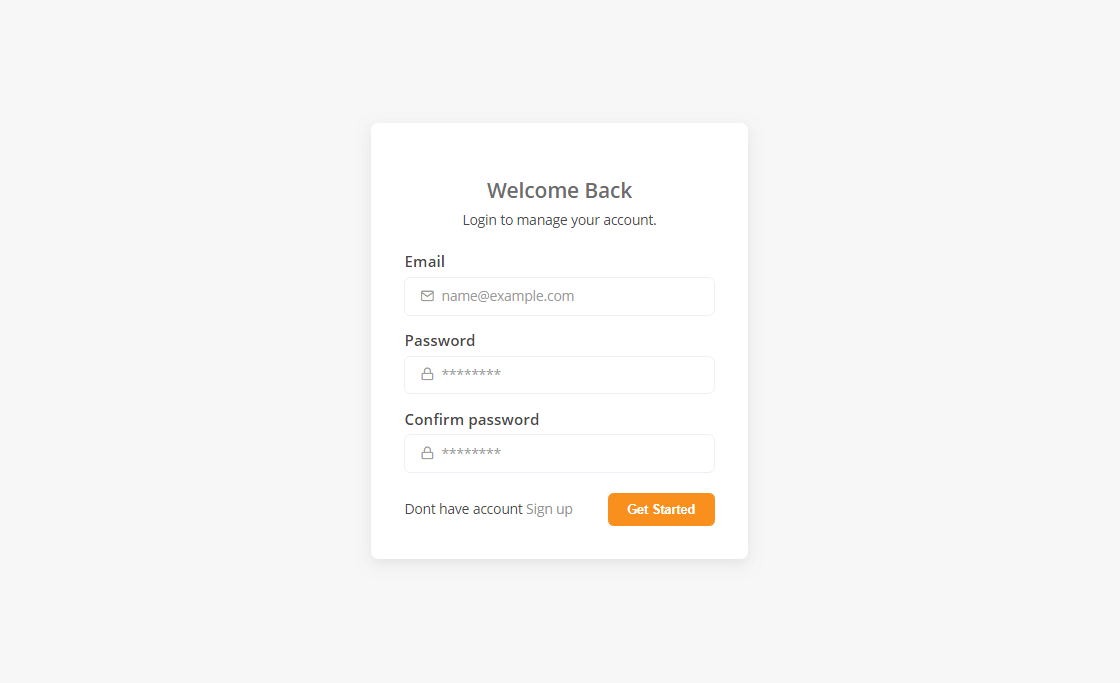 Welcome Back
Login to manage your account.
Email
name@example.com
Password
********
Confirm password
********
Dont have account Sign up
Get Started